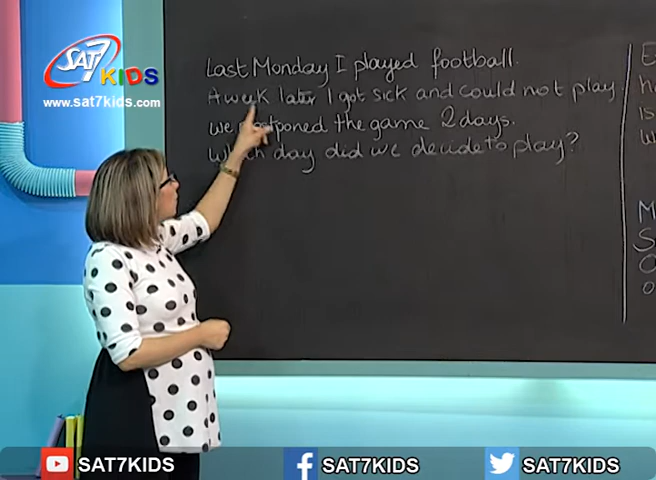 SAT7
KIDS
www.sat7kids.com
Last Monday I played football.
A week later I got sick and could not play.
We postponed the game 2 days.
Which day did we decide to play?
SAT7KIDS
SAT7KIDS
SAT7KIDS